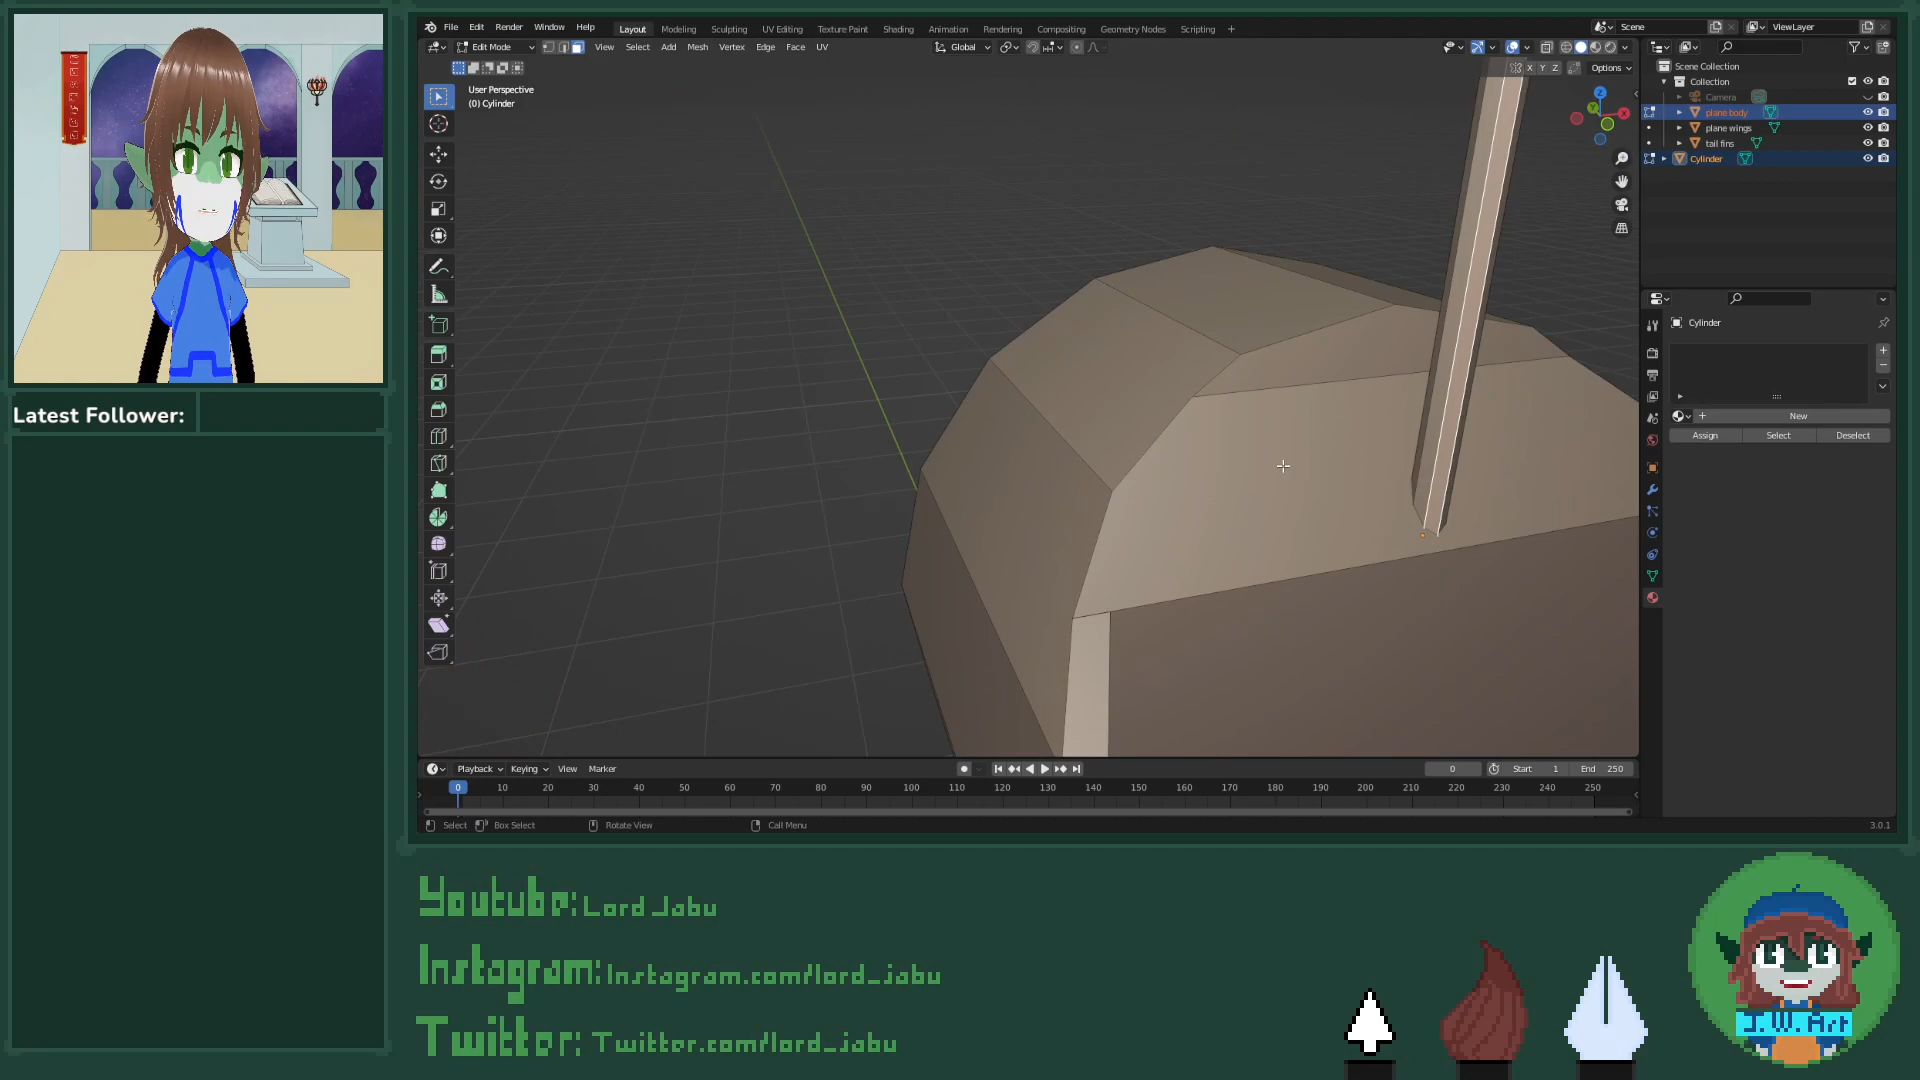 File Edit Render Window Help Layout Modeling Sculpting UV Editing Texture Paint Shading Animation Rendering Compositing Geometry Nodes Scripting + Scene ViewLayer
Edit Mode View Select Add Mesh Vertex Edge Face UV Global
X Y Z Options
User Perspective
(0) Cylinder
Scene Collection
Collection
Camera
plane body
plane wings
tail fins
Cylinder
Cylinder
New
Assign Select Deselect
Latest Follower:
Playback Keying View Marker 0 Start 1 End 250
0 10 20 30 40 50 60 70 80 90 100 110 120 130 140 150 160 170 180 190 200 210 220 230 240 250
Select Box Select Rotate View Call Menu 3.0.1
Youtube: Lord Jabu
Instagram: Instagram.com/lord_jabu
Twitter: Twitter.com/lord_jabu
J.W. Art